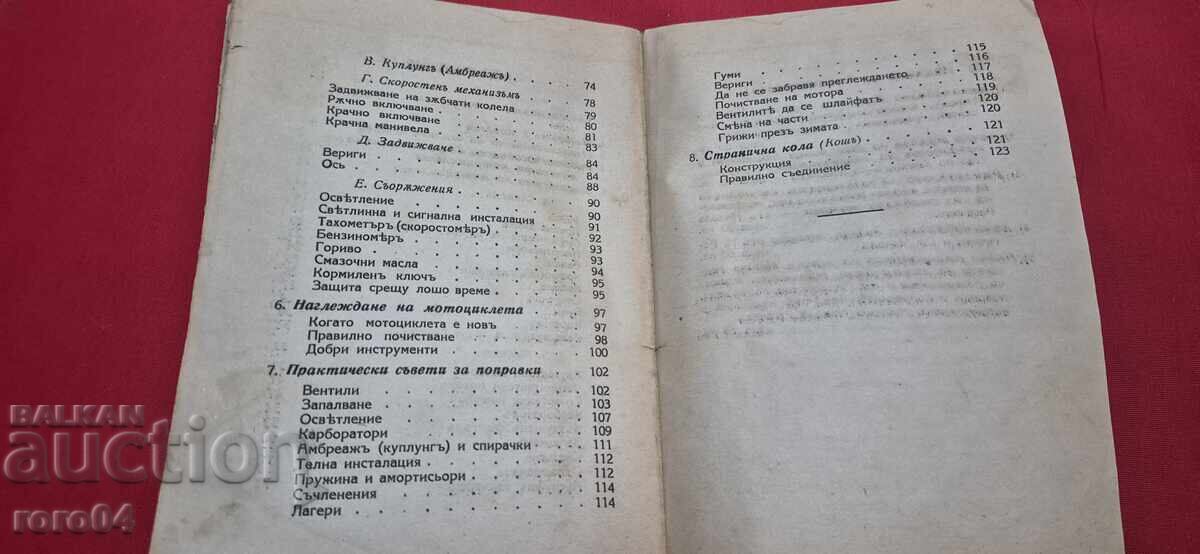 В. Куплунгъ (Амбреажъ) . . . . 74
Г. Скоростенъ механизъмъ . . . . 78
Задвижване на зѫбчати колела . . . . 79
Рѫчно включване . . . . 80
Крачно включване . . . . 81
Крачна манивела . . . . 83
Д. Задвижване . . . . 84
Вериги . . . . 84
Ось . . . . 88
Е. Съорѫжения . . . . 90
Освѣтление . . . . 90
Свѣтлинна и сигнална инсталация . . . . 91
Тахометъръ (скоростомѣръ) . . . . 92
Бензиномѣръ . . . . 93
Гориво . . . . 93
Смазочни масла . . . . 94
Кормиленъ ключъ . . . . 95
Защита срещу лошо време . . . . 95
6. Наглеждане на мотоциклета . . . . 97
Когато мотоциклета е новъ . . . . 97
Правилно почистване . . . . 98
Добри инструменти . . . . 100
7. Практически съвети за поправки . . . . 102
Вентили . . . . 102
Запалване . . . . 103
Освѣтление . . . . 107
Карборатори . . . . 109
Амбреажъ (куплунгъ) и спирачки . . . . 111
Телна инсталация . . . . 112
Пружина и амортисьори . . . . 112
Съчленения . . . . 114
Лагери . . . . 114
Гуми . . . . 115
Вериги . . . . 116
Да не се забравя преглеждането . . . . 117
Почистване на мотора . . . . 118
Вентилитѣ да се шлайфатъ . . . . 119
Смѣна на части . . . . 120
Грижи презъ зимата . . . . 120
8. Странична кола (Кошъ) . . . . 121
Конструкция . . . . 121
Правилно съединение . . . . 123
BALKAN
auction
roro04